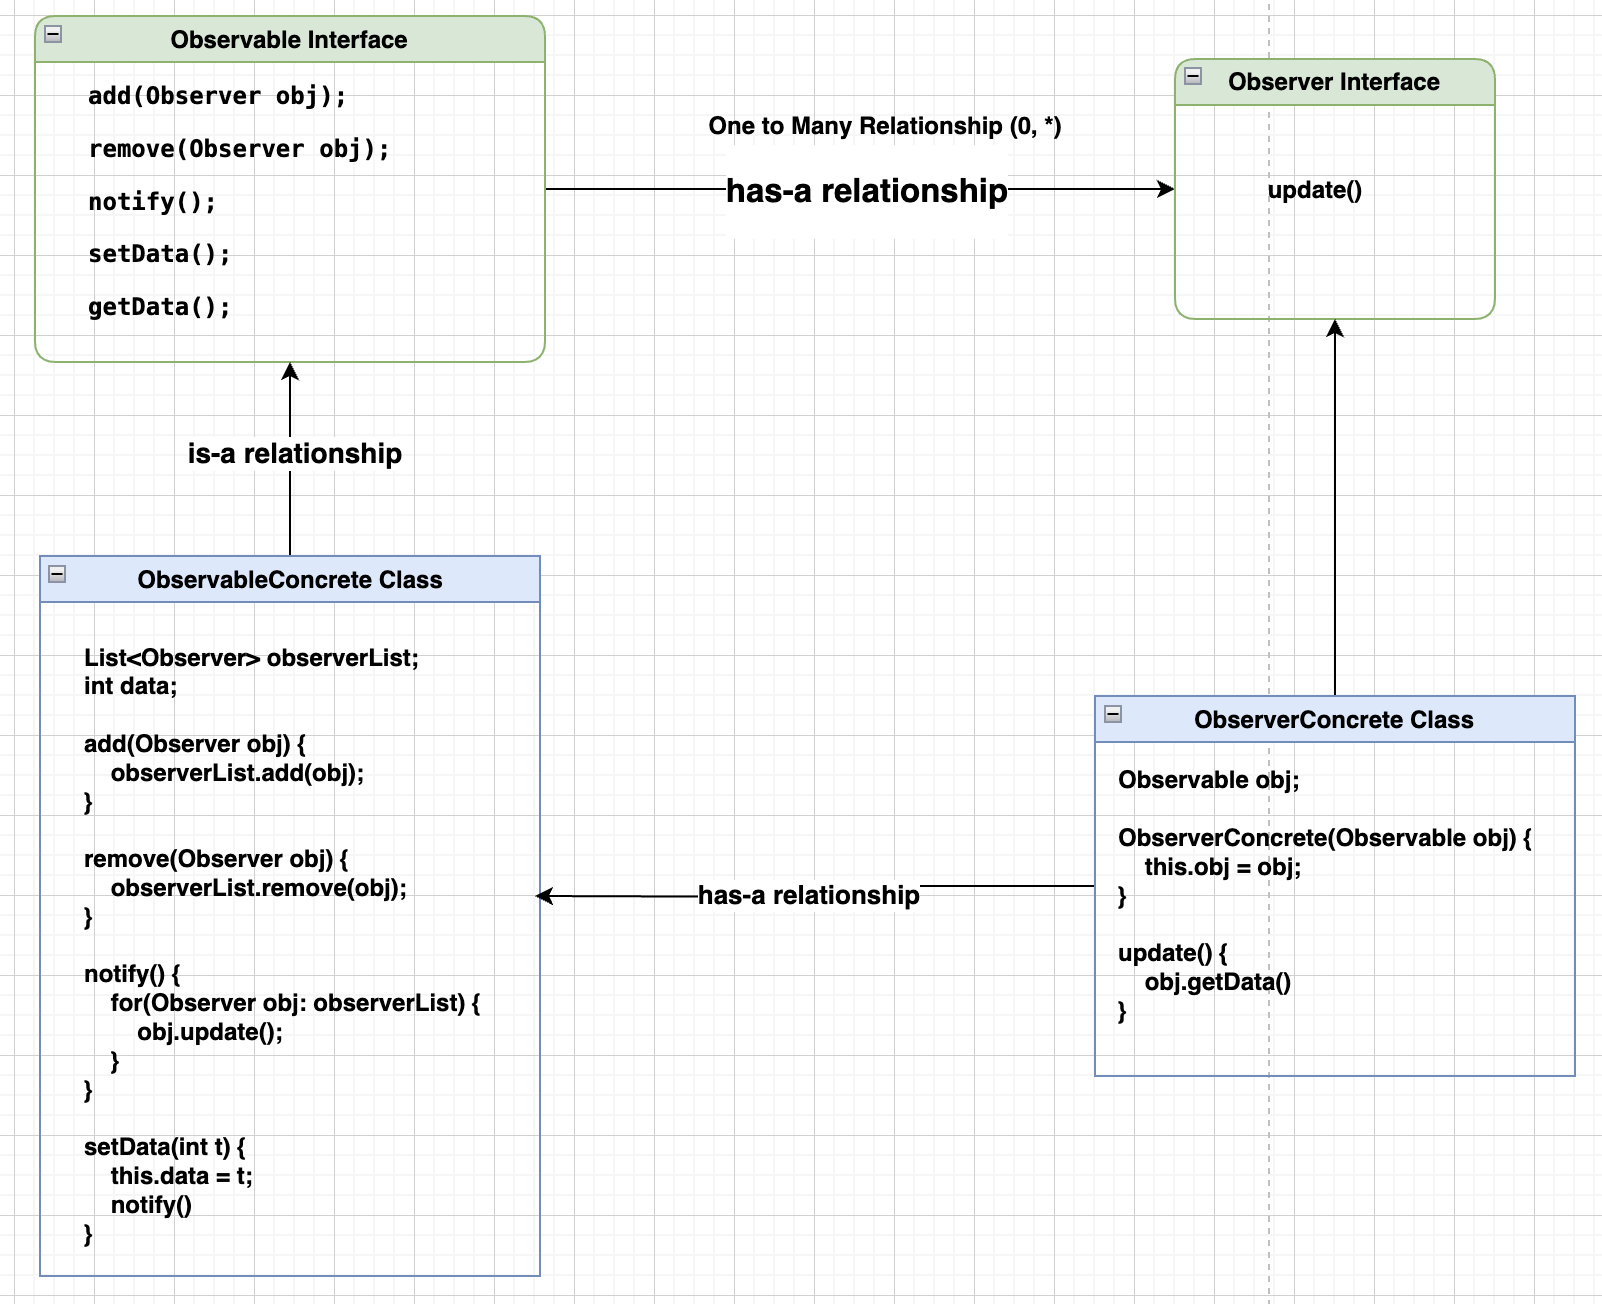 Observable Interface
add(Observer obj);
remove(Observer obj);
notify();
setData();
getData();
One to Many Relationship (0, *)
has-a relationship
Observer Interface
update()
is-a relationship
ObservableConcrete Class
List<Observer> observerList;
int data;
add(Observer obj) {
observerList.add(obj);
}
remove(Observer obj) {
observerList.remove(obj);
}
notify() {
for(Observer obj: observerList) {
obj.update();
}
}
setData(int t) {
this.data = t;
notify()
}
has-a relationship
ObserverConcrete Class
Observable obj;
ObserverConcrete(Observable obj) {
this.obj = obj;
}
update() {
obj.getData()
}